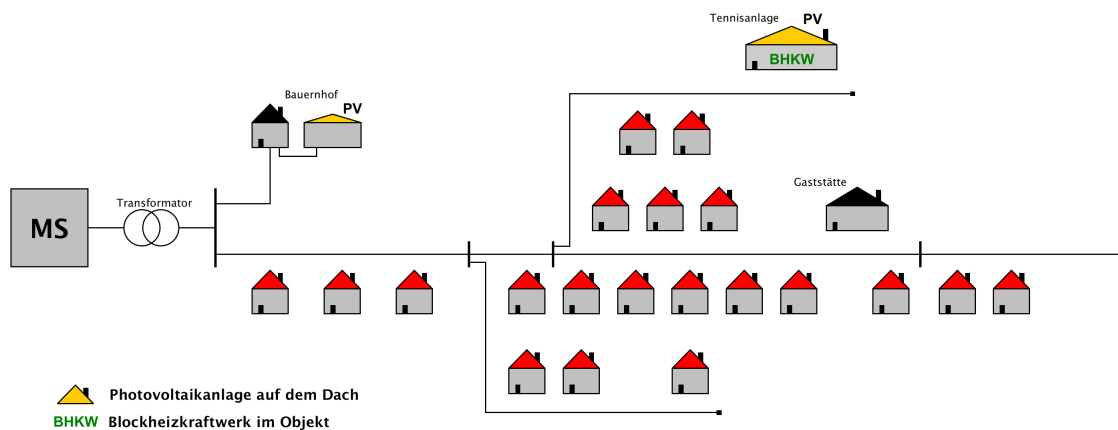 Tennisanlage PV
BHKW
Bauernhof
PV
Gaststätte
Transformator
MS
Photovoltaikanlage auf dem Dach
BHKW Blockheizkraftwerk im Objekt